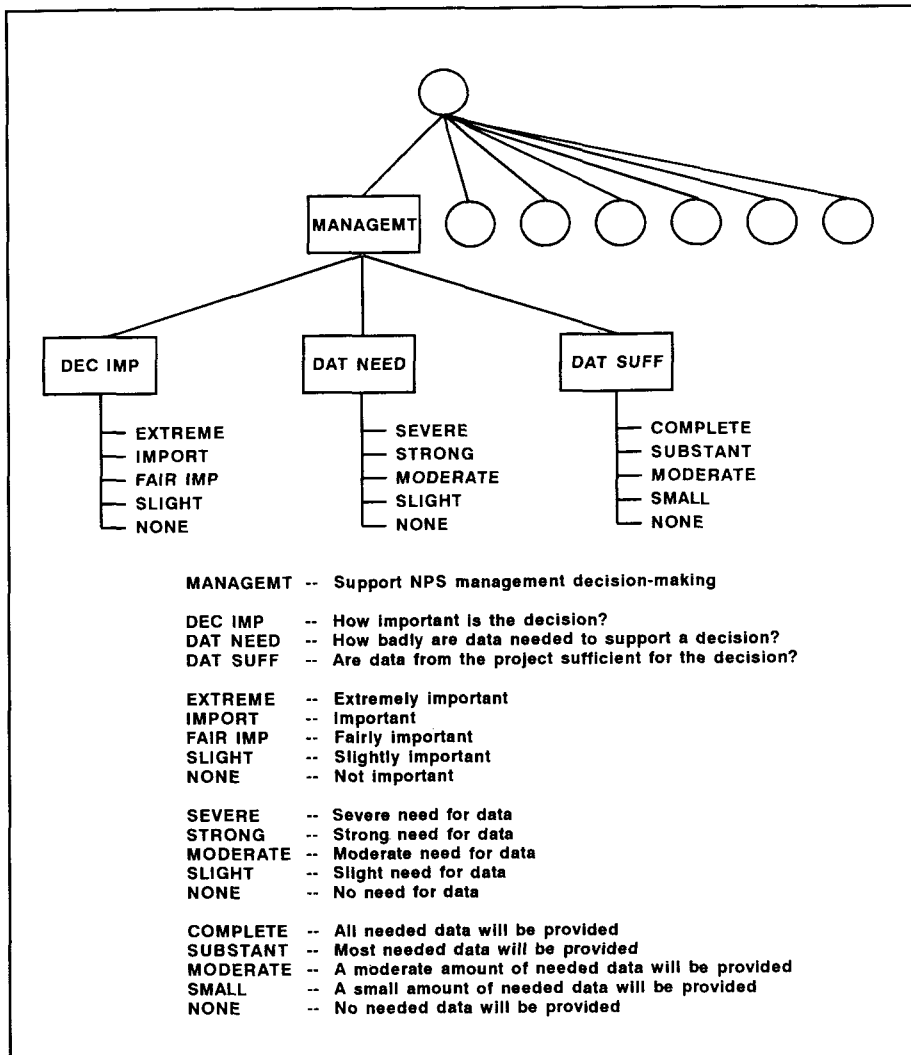 MANAGEMT
DEC IMP
DAT NEED
DAT SUFF
EXTREME
IMPORT
FAIR IMP
SLIGHT
NONE
SEVERE
STRONG
MODERATE
SLIGHT
NONE
COMPLETE
SUBSTANT
MODERATE
SMALL
NONE
MANAGEMT -- Support NPS management decision-making
DEC IMP -- How important is the decision?
DAT NEED -- How badly are data needed to support a decision?
DAT SUFF -- Are data from the project sufficient for the decision?
EXTREME -- Extremely important
IMPORT -- Important
FAIR IMP -- Fairly important
SLIGHT -- Slightly important
NONE -- Not important
SEVERE -- Severe need for data
STRONG -- Strong need for data
MODERATE -- Moderate need for data
SLIGHT -- Slight need for data
NONE -- No need for data
COMPLETE -- All needed data will be provided
SUBSTANT -- Most needed data will be provided
MODERATE -- A moderate amount of needed data will be provided
SMALL -- A small amount of needed data will be provided
NONE -- No needed data will be provided